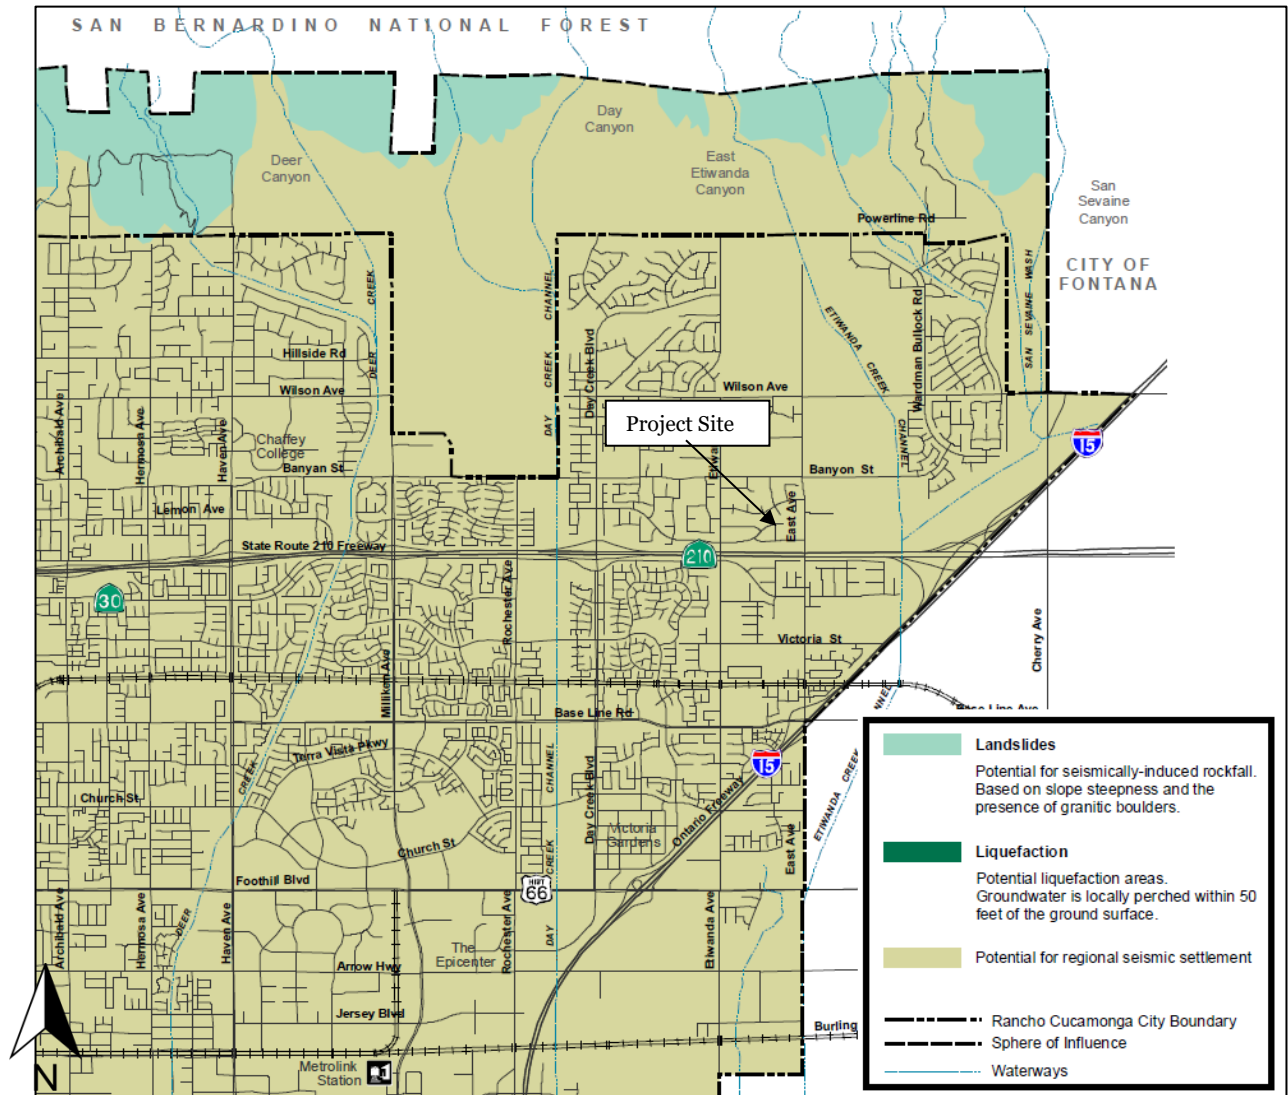 SAN BERNARDINO NATIONAL FOREST
Day
Canyon
Deer
Canyon
East
Etiwanda
Canyon
San
Sevaine
Canyon
Powerline Rd
CITY OF
FONTANA
SAN SEVAINE WASH
DEER CREEK
DAY CREEK CHANNEL
ETIWANDA CREEK CHANNEL
Wardman Bullock Rd
Day Creek Blvd
Hillside Rd
Wilson Ave
Wilson Ave
Project Site
Archibald Ave
Hermosa Ave
Haven Ave
Chaffey
College
Banyan St
Banyon St
15
Lemon Ave
East Ave
State Route 210 Freeway
210
30
Rochester Ave
Victoria St
Cherry Ave
Milliken Ave
Base Line Rd
Base Line Ave
Terra Vista Pkwy
15
Church St
CREEK
CHANNEL
Day Creek Blvd
Ontario Freeway
Victoria
Gardens
ETIWANDA CREEK
Church St
East Ave
Foothill Blvd
66
DAY CREEK
Archibald Ave
Hermosa Ave
DEER
Haven Ave
Rochester Ave
Etiwanda Ave
The
Epicenter
Arrow Hwy
Jersey Blvd
Burling
Metrolink
Station
N
Landslides
Potential for seismically-induced rockfall.
Based on slope steepness and the
presence of granitic boulders.
Liquefaction
Potential liquefaction areas.
Groundwater is locally perched within 50
feet of the ground surface.
Potential for regional seismic settlement
Rancho Cucamonga City Boundary
Sphere of Influence
Waterways